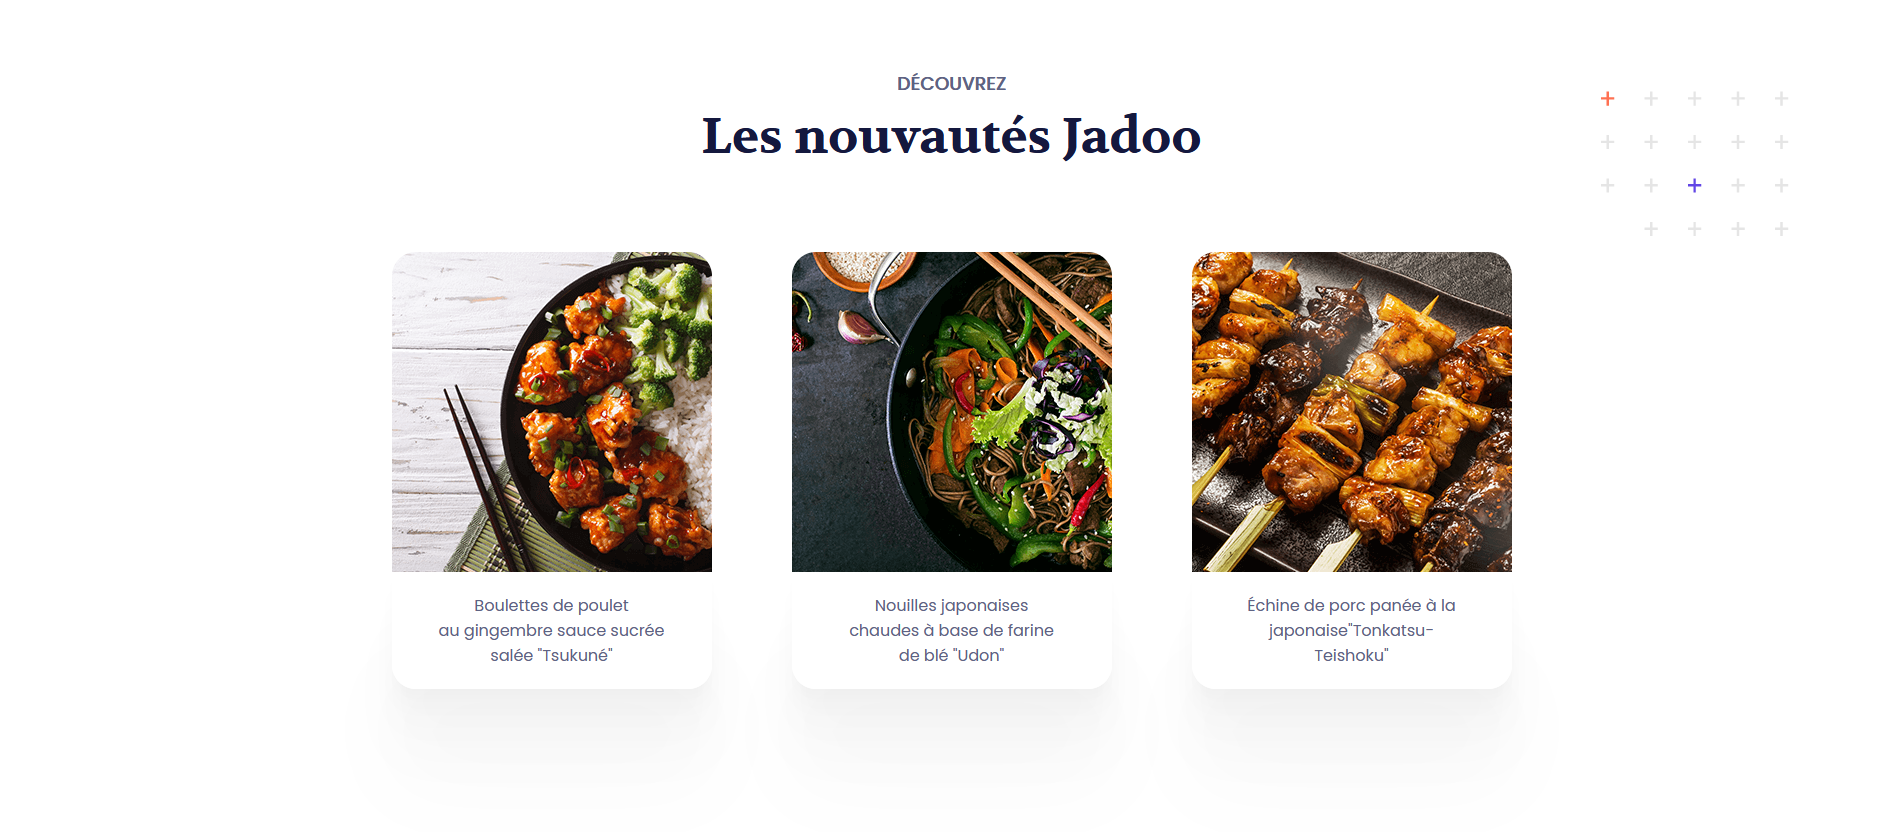 DÉCOUVREZ
Les nouvautés Jadoo
Boulettes de poulet
au gingembre sauce sucrée
salée "Tsukuné"
Nouilles japonaises
chaudes à base de farine
de blé "Udon"
Échine de porc panée à la
japonaise"Tonkatsu-
Teishoku"